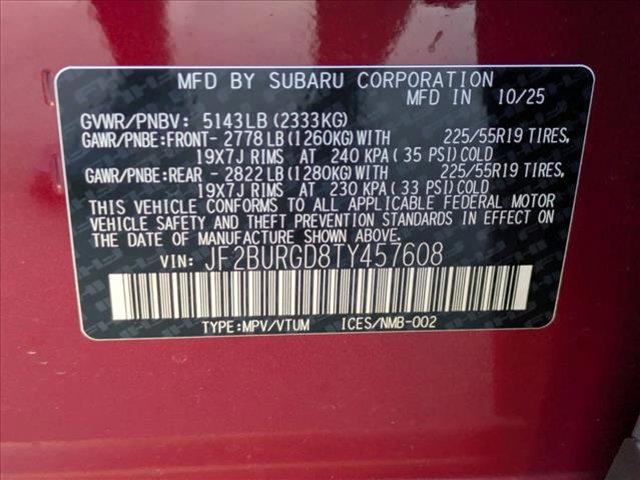 MFD BY SUBARU CORPORATION
MFD IN 10/25
GVWR/PNBV: 5143LB (2333KG)
GAWR/PNBE:FRONT- 2778 LB (1260KG) WITH 225/55R19 TIRES,
19X7J RIMS AT 240 KPA (35 PSI) COLD
GAWR/PNBE:REAR - 2822 LB (1280KG) WITH 225/55R19 TIRES,
19X7J RIMS AT 230 KPA (33 PSI) COLD
THIS VEHICLE CONFORMS TO ALL APPLICABLE FEDERAL MOTOR
VEHICLE SAFETY AND THEFT PREVENTION STANDARDS IN EFFECT
ON THE DATE OF MANUFACTURE SHOWN ABOVE.
VIN: JF2BURGD8TY457608
TYPE:MPV/VTUM ICES/NMB-002